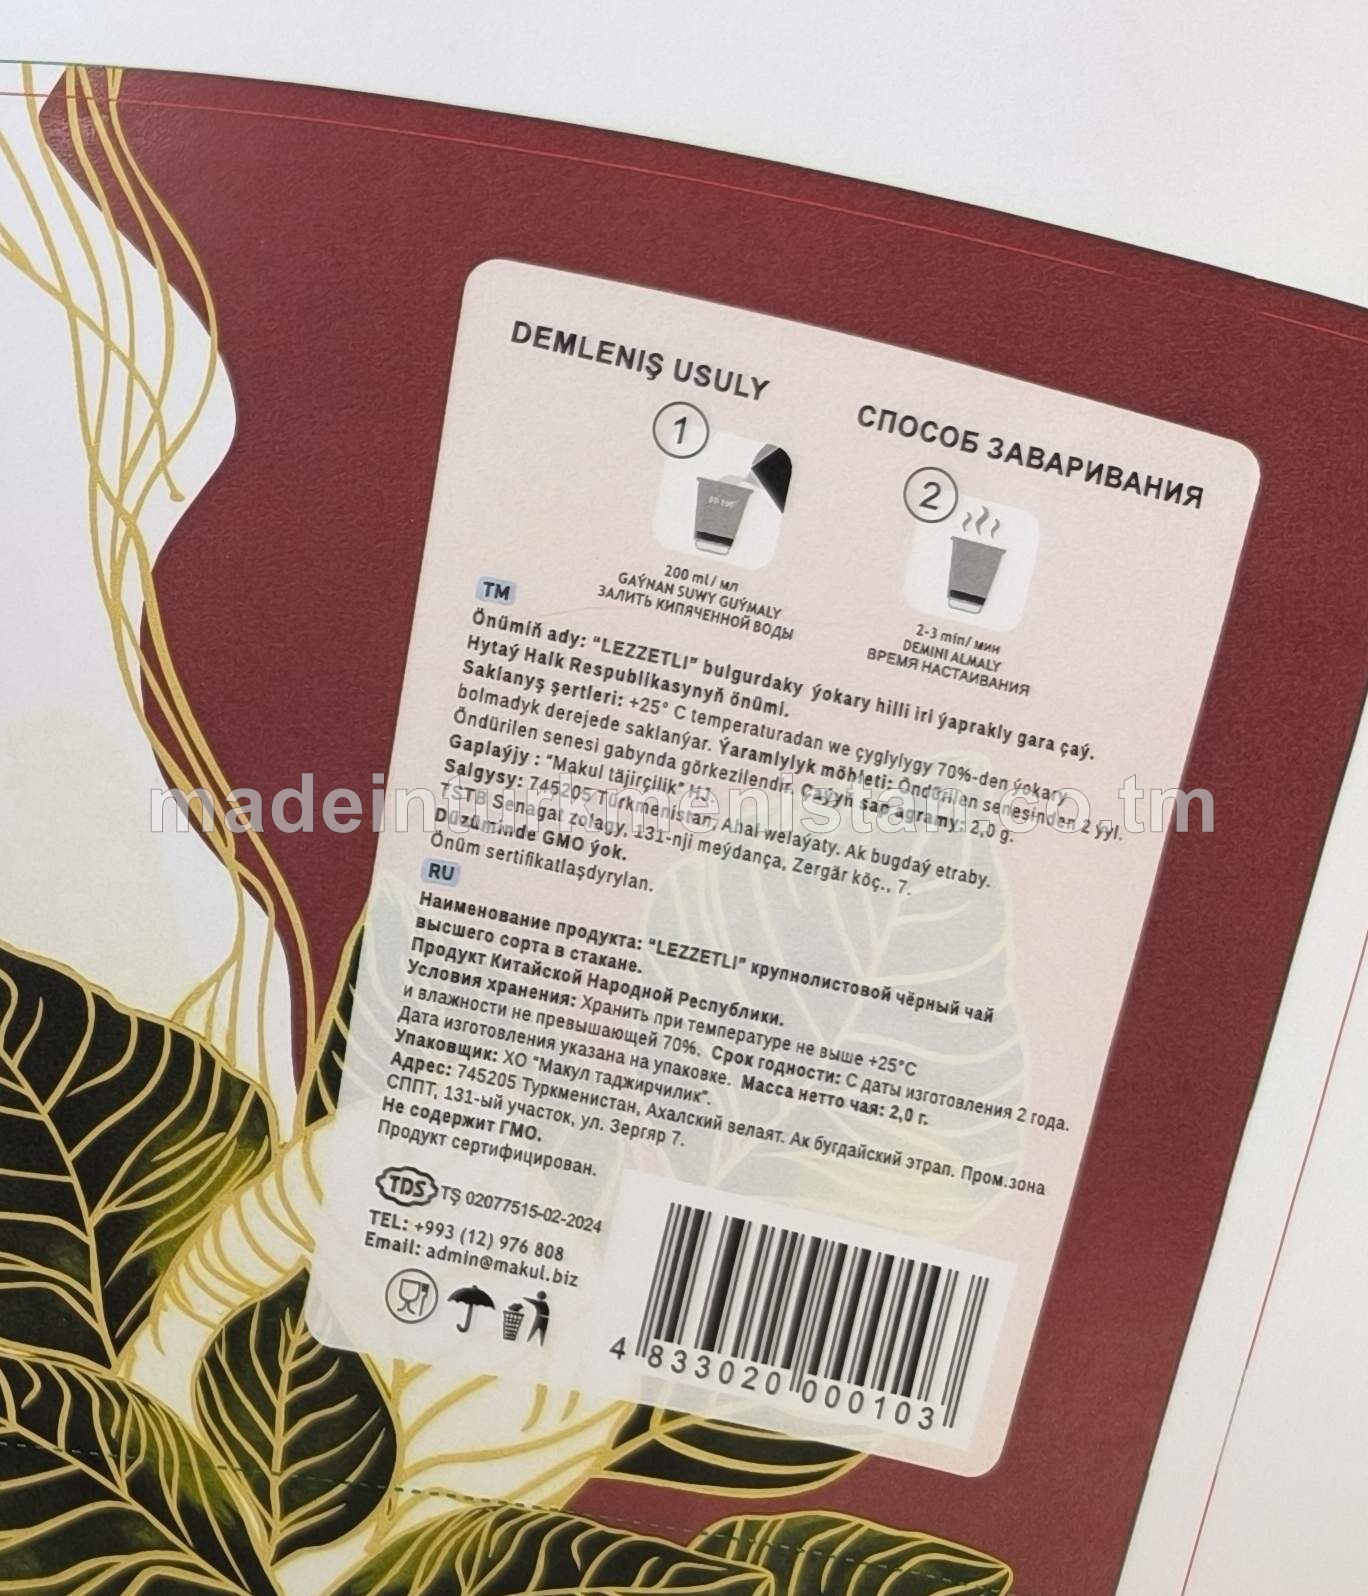 DEMLENIŞ USULY
СПОСОБ ЗАВАРИВАНИЯ
1
200 ml/ мл
GAÝNAN SUWY GUÝMALY
ЗАЛИТЬ КИПЯЧЕННОЙ ВОДЫ
2
2-3 min/ мин
DEMINI ALMALY
ВРЕМЯ НАСТАИВАНИЯ
TM
Önümiň ady: "LEZZETLI" bulgurdaky ýokary hilli iri ýaprakly gara çaý.
Hytaý Halk Respublikasynyň önümi.
Saklanyş şertleri: +25° C temperaturadan we çyglylygy 70%-den ýokary
bolmadyk derejede saklanýar. Ýaramlylyk möhleti: Öndürilen senesinden 2 ýyl.
Öndürilen senesi gabynda görkezilendir. Çaýyň sap agramy: 2,0 g.
Gaplaýjy : "Makul täjirçilik" HJ.
Salgysy: 745205 Türkmenistan, Ahal welaýaty. Ak bugdaý etraby.
TSTB Senagat zolagy, 131-nji meýdança, Zergär köç., 7.
Düzüminde GMO ýok.
Önüm sertifikatlaşdyrylan.
madeinturkmenistan.co.tm
RU
Наименование продукта: "LEZZETLI" крупнолистовой чёрный чай
высшего сорта в стакане.
Продукт Китайской Народной Республики.
Условия хранения: Хранить при температуре не выше +25°C
и влажности не превышающей 70%. Срок годности: С даты изготовления 2 года.
Дата изготовления указана на упаковке. Масса нетто чая: 2,0 г.
Упаковщик: ХО "Макул таджирчилик".
Адрес: 745205 Туркменистан, Ахалский велаят. Ак бугдайский этрап. Пром.зона
СППТ, 131-ый участок, ул. Зергяр 7.
Не содержит ГМО.
Продукт сертифицирован.
TDS TŞ 02077515-02-2024
TEL: +993 (12) 976 808
Email: admin@makul.biz
4 833020 000103